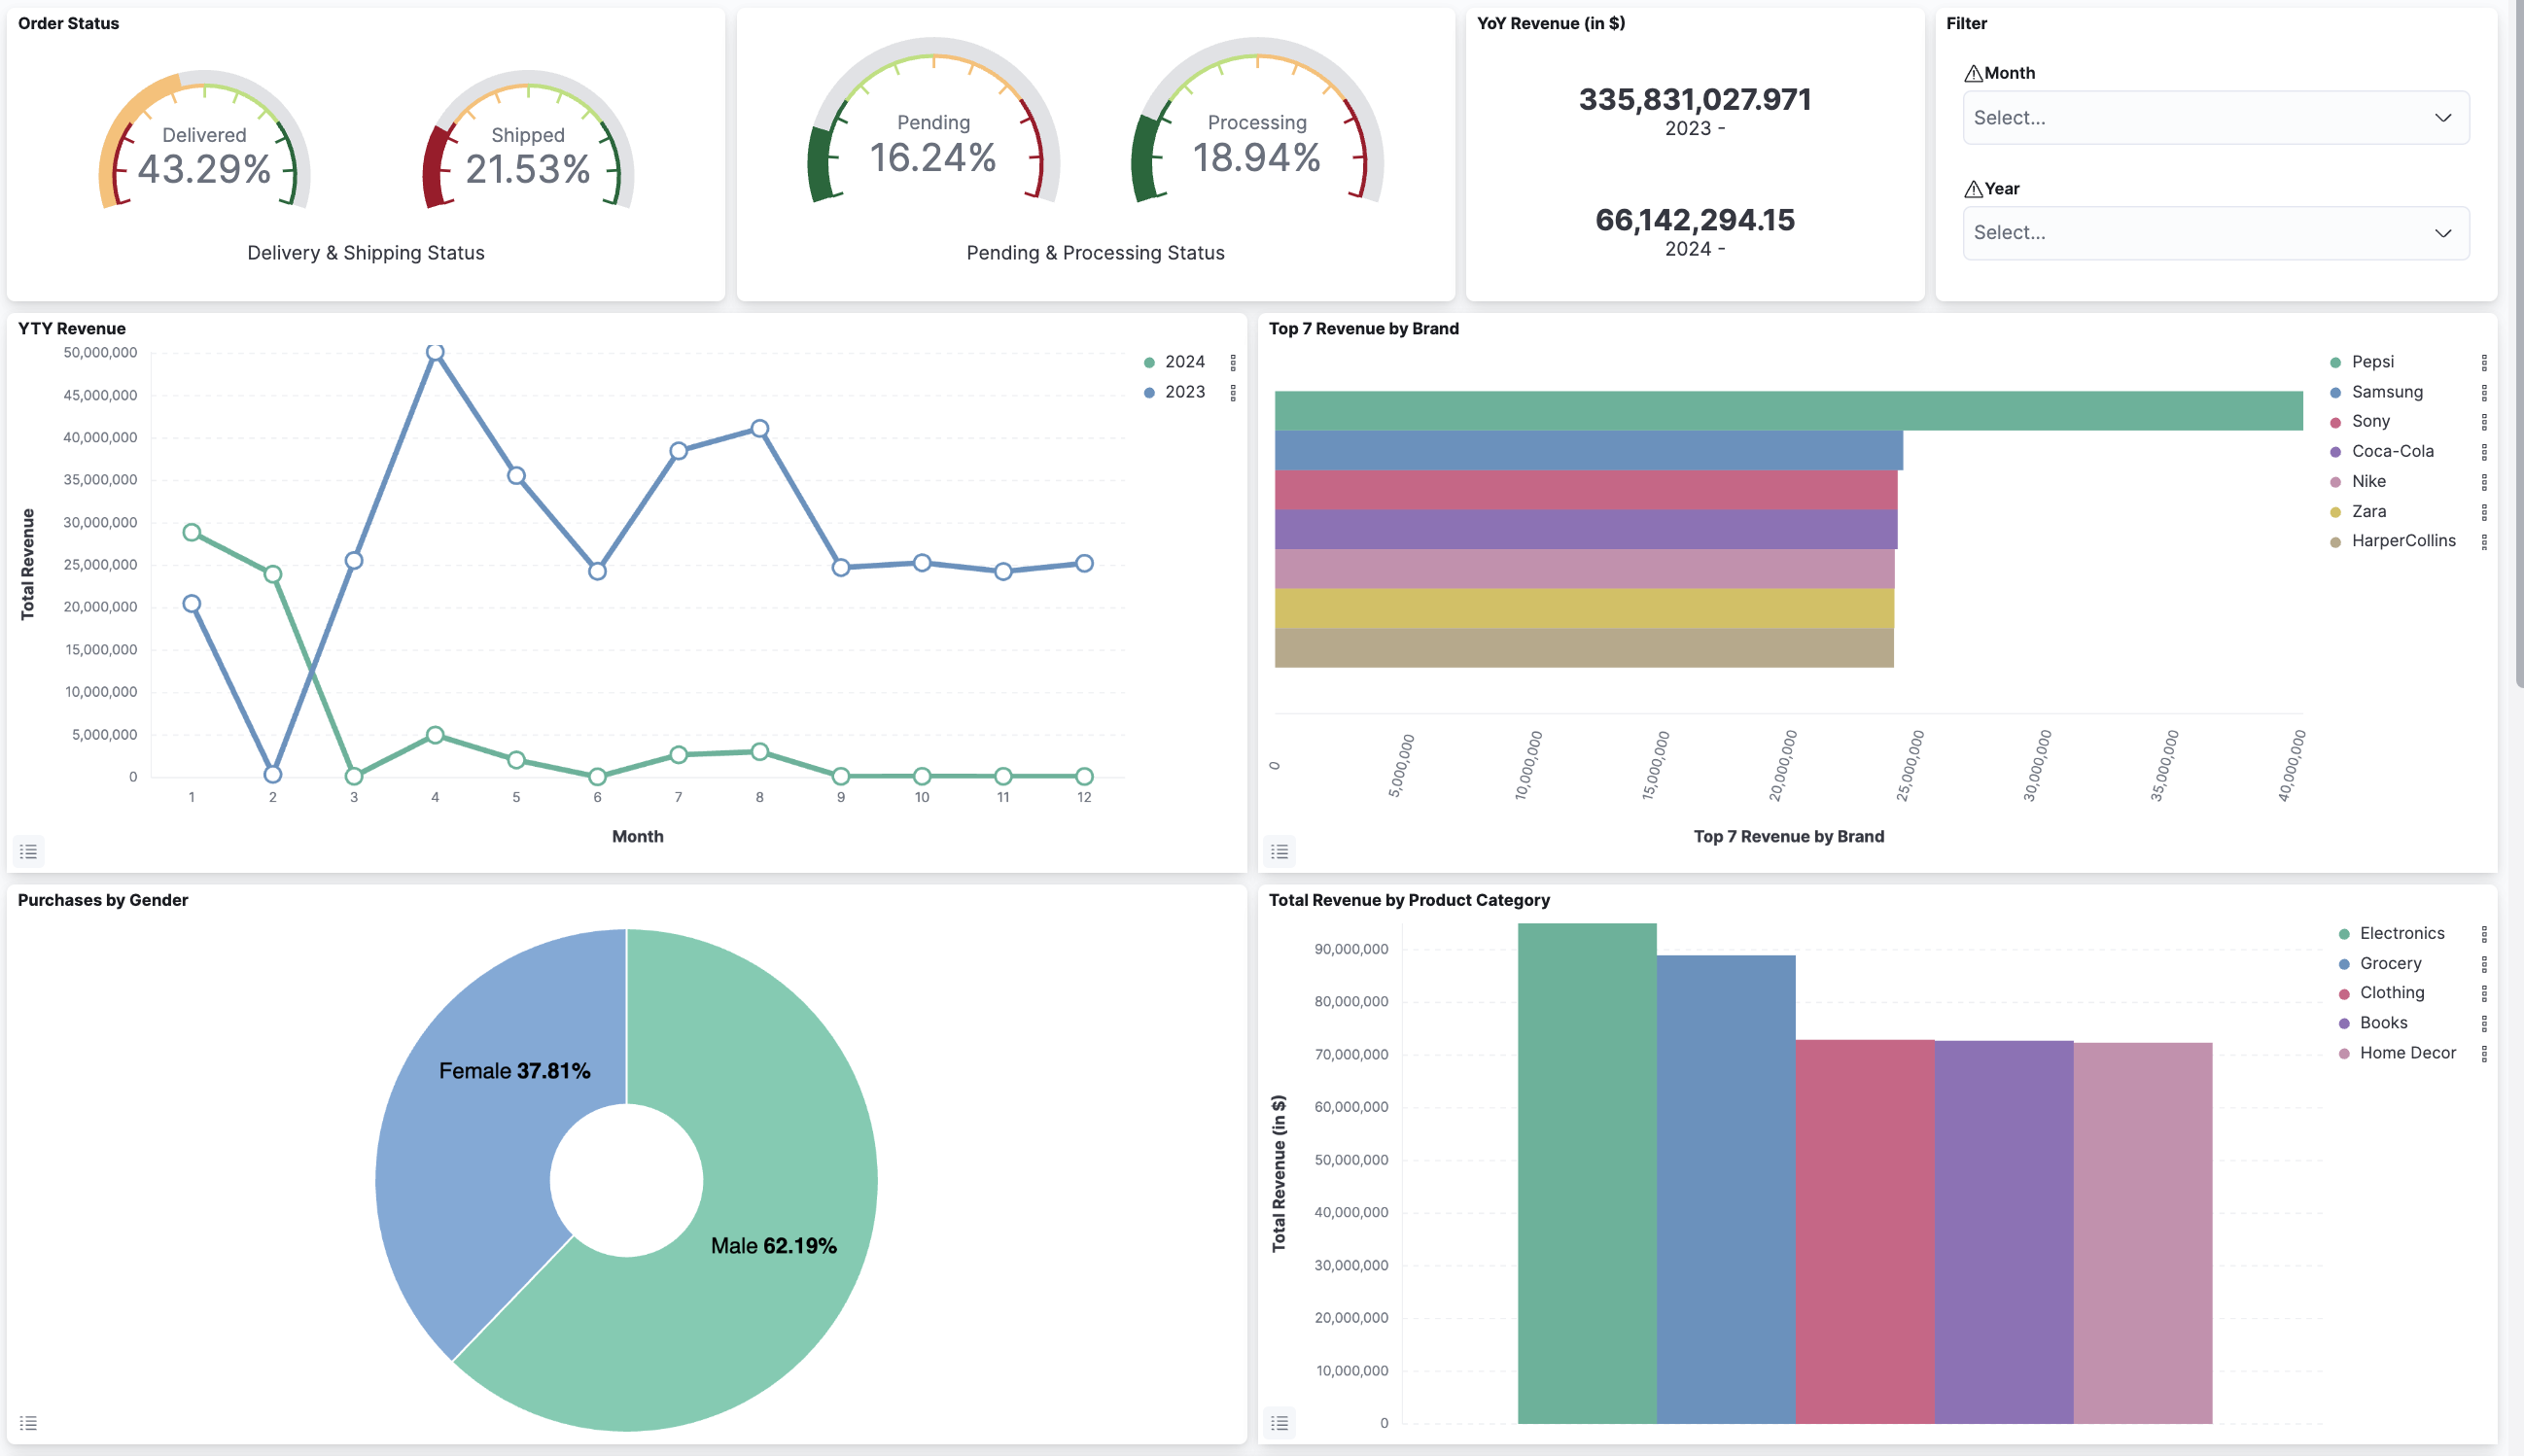 Order Status
Delivered
43.29%
Shipped
21.53%
Delivery & Shipping Status
Pending
16.24%
Processing
18.94%
Pending & Processing Status
YoY Revenue (in $)
335,831,027.971
2023 -
66,142,294.15
2024 -
Filter
Month
Select...
Year
Select...
YTY Revenue
Total Revenue
50,000,000
45,000,000
40,000,000
35,000,000
30,000,000
25,000,000
20,000,000
15,000,000
10,000,000
5,000,000
0
1 2 3 4 5 6 7 8 9 10 11 12
Month
2024
2023
Top 7 Revenue by Brand
0 5,000,000 10,000,000 15,000,000 20,000,000 25,000,000 30,000,000 35,000,000 40,000,000
Top 7 Revenue by Brand
Pepsi
Samsung
Sony
Coca-Cola
Nike
Zara
HarperCollins
Purchases by Gender
Female 37.81%
Male 62.19%
Total Revenue by Product Category
Total Revenue (in $)
90,000,000
80,000,000
70,000,000
60,000,000
50,000,000
40,000,000
30,000,000
20,000,000
10,000,000
0
Electronics
Grocery
Clothing
Books
Home Decor